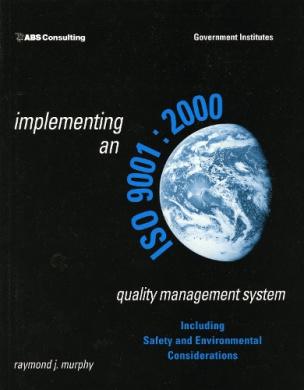 ABS Consulting
Government Institutes
implementing
an
ISO 9001:2000
quality management system
Including
Safety and Environmental
Considerations
raymond j. murphy